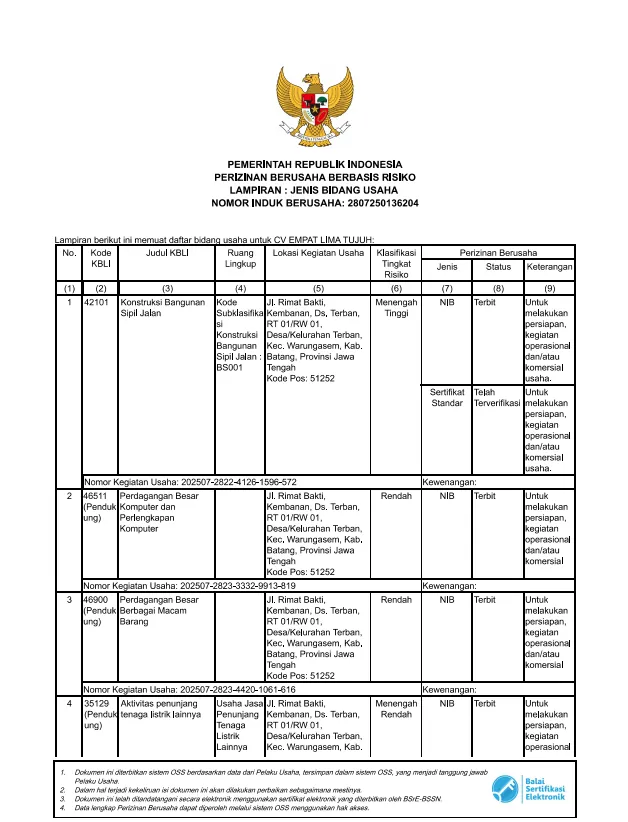 PEMERINTAH REPUBLIK INDONESIA
PERIZINAN BERUSAHA BERBASIS RISIKO
LAMPIRAN : JENIS BIDANG USAHA
NOMOR INDUK BERUSAHA: 2807250136204
Lampiran berikut ini memuat daftar bidang usaha untuk CV EMPAT LIMA TUJUH:
No. Kode KBLI Judul KBLI Ruang Lingkup Lokasi Kegiatan Usaha Klasifikasi Tingkat Risiko Perizinan Berusaha
Jenis Status Keterangan
(1) (2) (3) (4) (5) (6) (7) (8) (9)
1 42101 Konstruksi Bangunan Kode Jl. Rimat Bakti, Menengah NIB Terbit Untuk
Sipil Jalan Subklasifika Kembanan, Ds. Terban, Tinggi melakukan
si RT 01/RW 01, persiapan,
Konstruksi Desa/Kelurahan Terban, kegiatan
Bangunan Kec. Warungasem, Kab. operasional
Sipil Jalan : Batang, Provinsi Jawa dan/atau
BS001 Tengah komersial
Kode Pos: 51252 usaha.
Sertifikat Telah Untuk
Standar Terverifikasi melakukan
persiapan,
kegiatan
operasional
dan/atau
komersial
usaha.
Nomor Kegiatan Usaha: 202507-2822-4126-1596-572 Kewenangan:
2 46511 Perdagangan Besar Jl. Rimat Bakti, Rendah NIB Terbit Untuk
(Penduk Komputer dan Kembanan, Ds. Terban, melakukan
ung) Perlengkapan RT 01/RW 01, persiapan,
Komputer Desa/Kelurahan Terban, kegiatan
Kec. Warungasem, Kab. operasional
Batang, Provinsi Jawa dan/atau
Tengah komersial
Kode Pos: 51252
Nomor Kegiatan Usaha: 202507-2823-3332-9913-819 Kewenangan:
3 46900 Perdagangan Besar Jl. Rimat Bakti, Rendah NIB Terbit Untuk
(Penduk Berbagai Macam Kembanan, Ds. Terban, melakukan
ung) Barang RT 01/RW 01, persiapan,
Desa/Kelurahan Terban, kegiatan
Kec. Warungasem, Kab. operasional
Batang, Provinsi Jawa dan/atau
Tengah komersial
Kode Pos: 51252
Nomor Kegiatan Usaha: 202507-2823-4420-1061-616 Kewenangan:
4 35129 Aktivitas penunjang Usaha Jasa Jl. Rimat Bakti, Menengah NIB Terbit Untuk
(Penduk tenaga listrik lainnya Penunjang Kembanan, Ds. Terban, Rendah melakukan
ung) Tenaga RT 01/RW 01, persiapan,
Listrik Desa/Kelurahan Terban, kegiatan
Lainnya Kec. Warungasem, Kab. operasional
1. Dokumen ini diterbitkan sistem OSS berdasarkan data dari Pelaku Usaha, tersimpan dalam sistem OSS, yang menjadi tanggung jawab
Pelaku Usaha.
2. Dalam hal terjadi kekeliruan isi dokumen ini akan dilakukan perbaikan sebagaimana mestinya.
3. Dokumen ini telah ditandatangani secara elektronik menggunakan sertifikat elektronik yang diterbitkan oleh BSrE-BSSN.
4. Data lengkap Perizinan Berusaha dapat diperoleh melalui sistem OSS menggunakan hak akses.
Balai
Sertifikasi
Elektronik